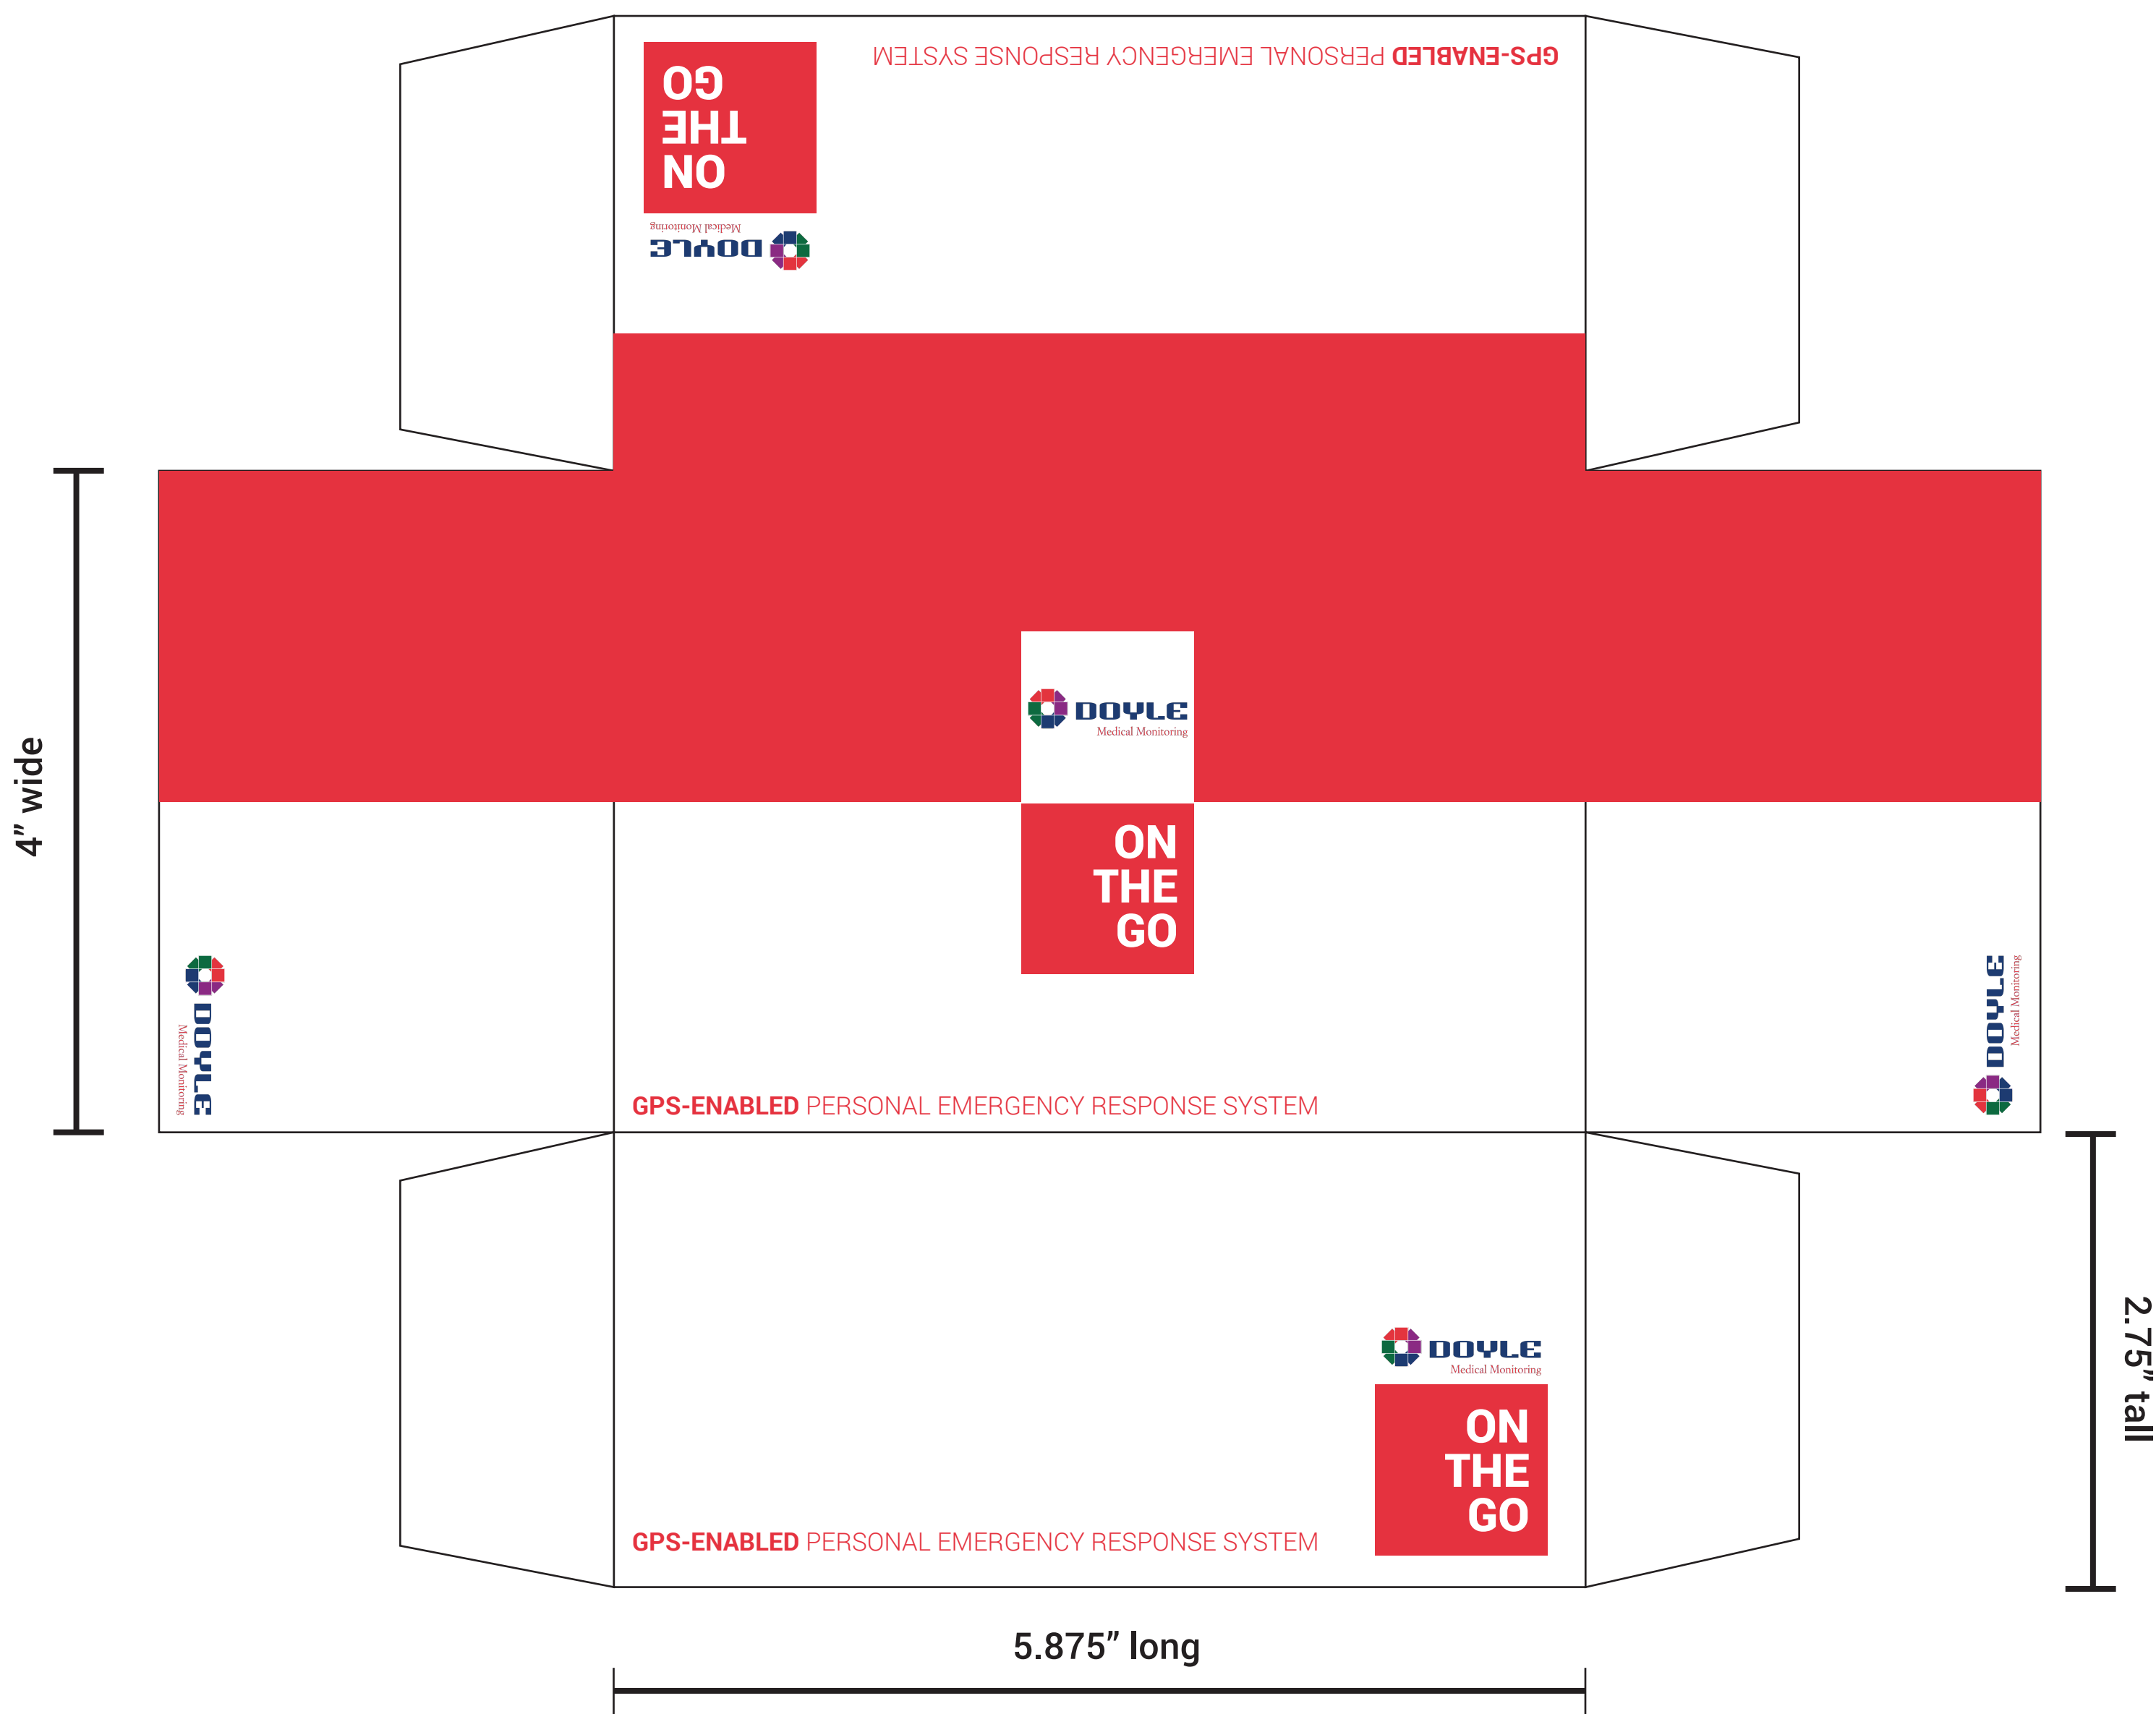 GPS-ENABLED PERSONAL EMERGENCY RESPONSE SYSTEM
ON
THE
GO
DOYLE
Medical Monitoring
4” wide
DOYLE
Medical Monitoring
ON
THE
GO
DOYLE
Medical Monitoring
DOYLE
Medical Monitoring
GPS-ENABLED PERSONAL EMERGENCY RESPONSE SYSTEM
2.75” tall
DOYLE
Medical Monitoring
ON
THE
GO
GPS-ENABLED PERSONAL EMERGENCY RESPONSE SYSTEM
5.875” long